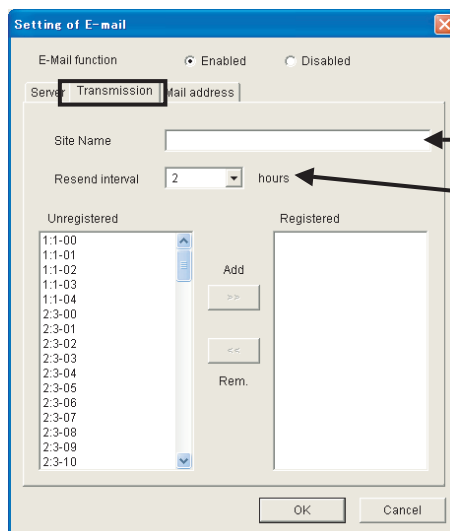 Setting of E-mail
E-Mail function Enabled Disabled
Server Transmission Mail address
Site Name
Resend interval 2 hours
Unregistered Registered
1:1-00
1:1-01
1:1-02
1:1-03
1:1-04
2:3-00
2:3-01
2:3-02
2:3-03
2:3-04
2:3-05
2:3-06
2:3-07
2:3-08
2:3-09
2:3-10
Add
>>
<<
Rem.
OK Cancel